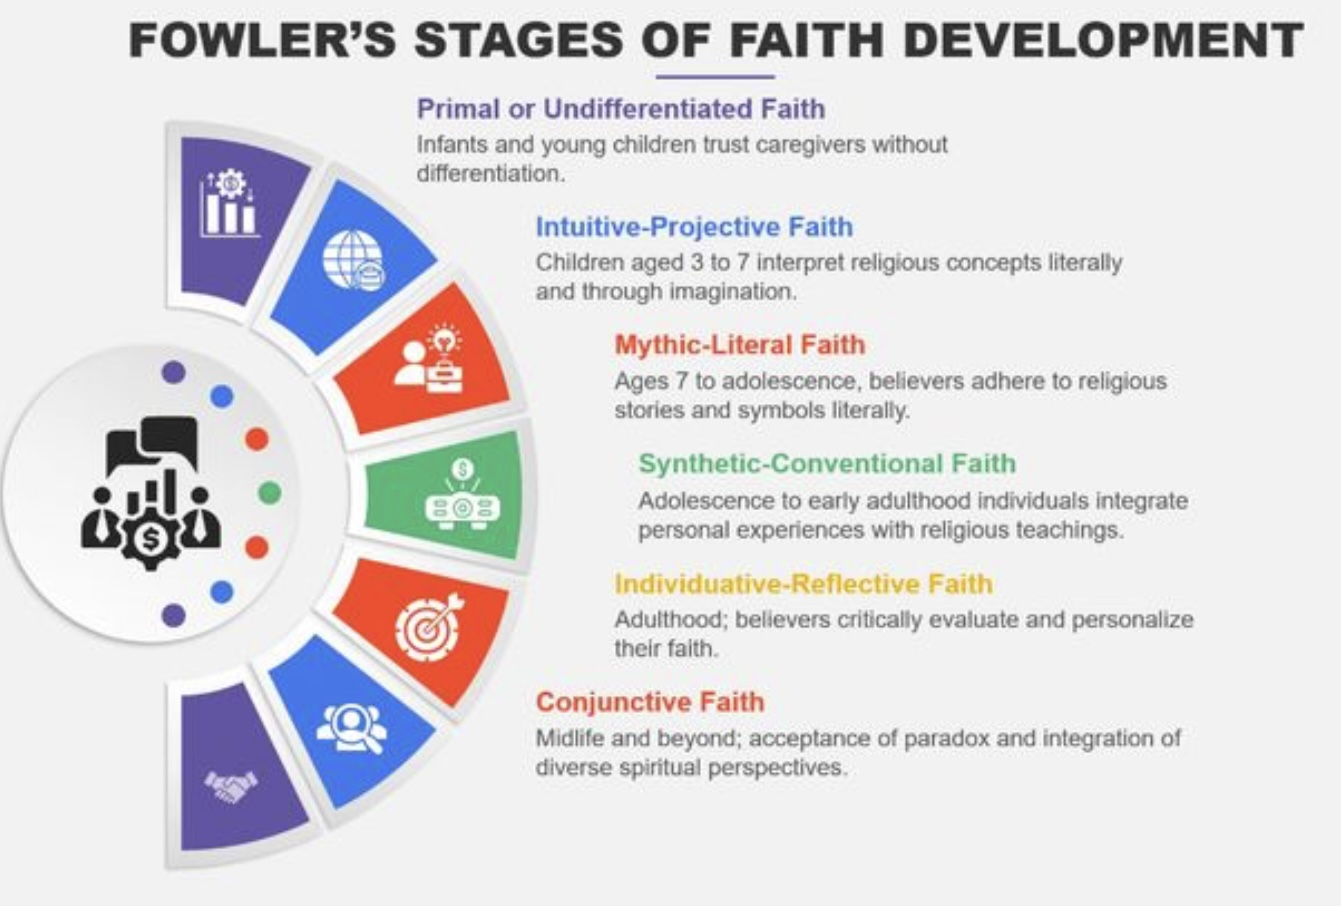 FOWLER'S STAGES OF FAITH DEVELOPMENT
Primal or Undifferentiated Faith
Infants and young children trust caregivers without
differentiation.
Intuitive-Projective Faith
Children aged 3 to 7 interpret religious concepts literally
and through imagination.
Mythic-Literal Faith
Ages 7 to adolescence, believers adhere to religious
stories and symbols literally.
Synthetic-Conventional Faith
Adolescence to early adulthood individuals integrate
personal experiences with religious teachings.
Individuative-Reflective Faith
Adulthood; believers critically evaluate and personalize
their faith.
Conjunctive Faith
Midlife and beyond; acceptance of paradox and integration of
diverse spiritual perspectives.